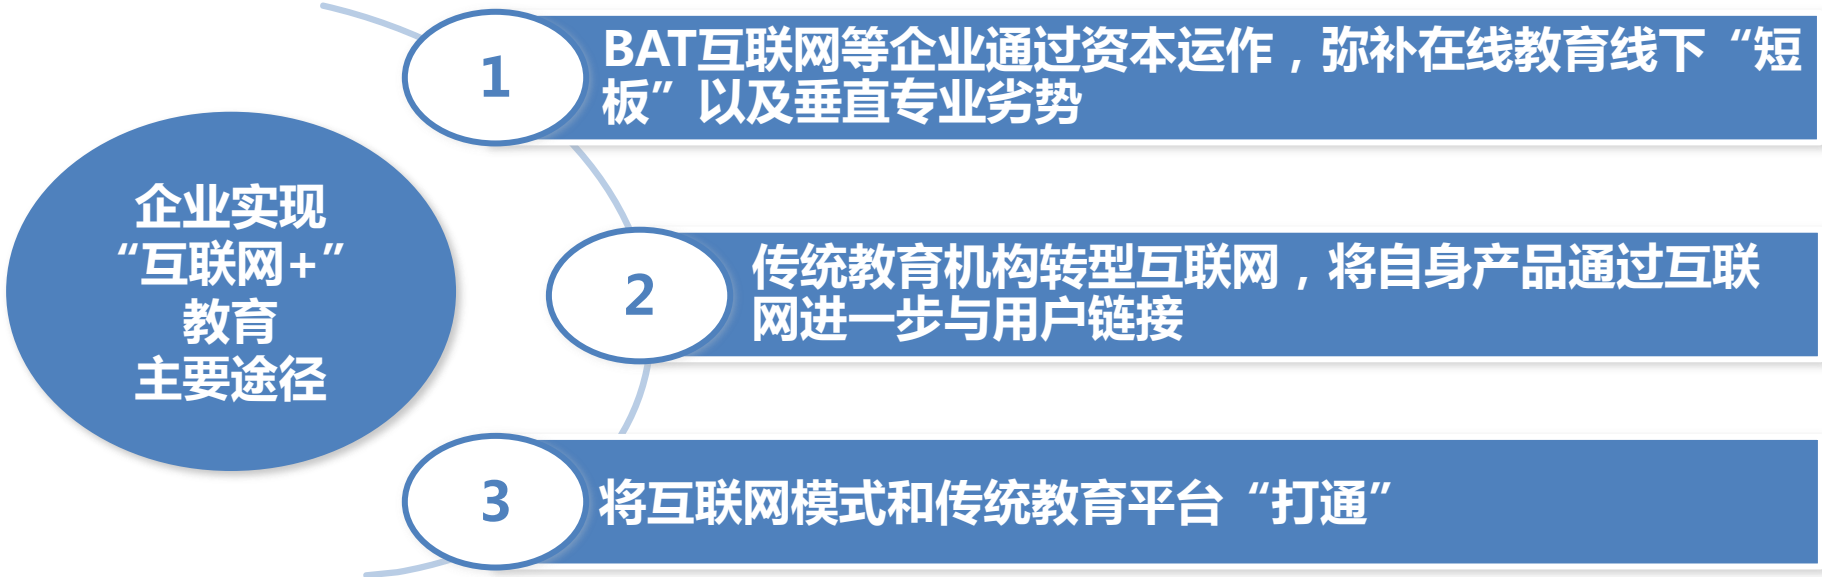 企业实现
“互联网+”
教育
主要途径
1
BAT互联网等企业通过资本运作，弥补在线教育线下“短
板”以及垂直专业劣势
2
传统教育机构转型互联网，将自身产品通过互联
网进一步与用户链接
3
将互联网模式和传统教育平台“打通”